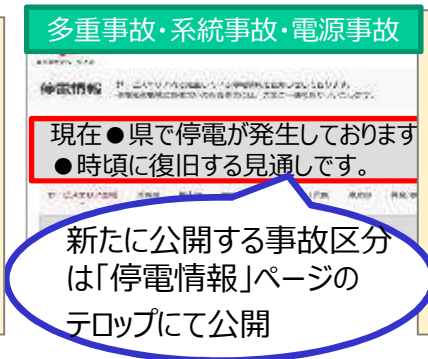 多重事故・系統事故・電源事故
停電情報
現在●県で停電が発生しております
●時頃に復旧する見通しです。
新たに公開する事故区分
は「停電情報」ページの
テロップにて公開